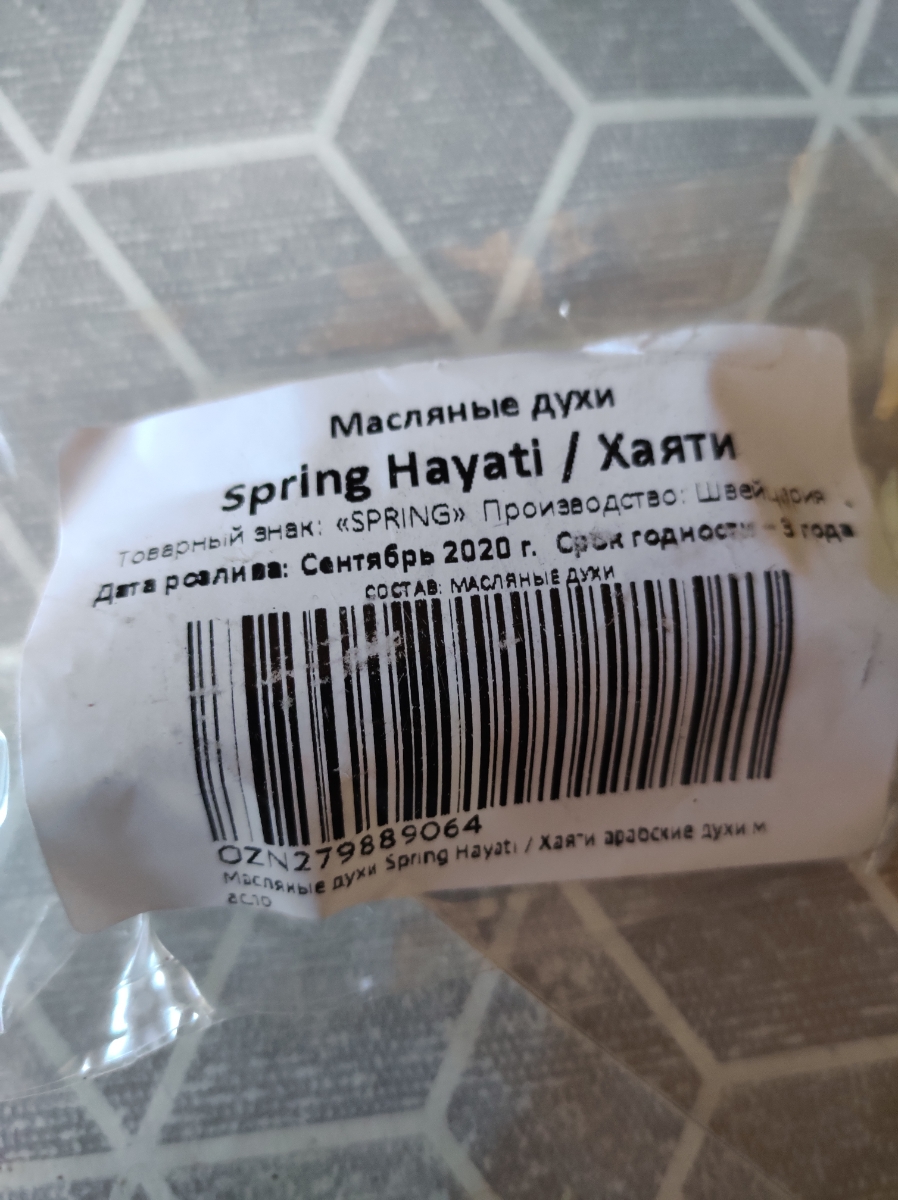 Масляные духи
Spring Hayati / Хаяти
Товарный знак: «SPRING» Производство: Швейцария
Дата розлива: Сентябрь 2020 г. Срок годности - 3 года
СОСТАВ: МАСЛЯНЫЕ ДУХИ
OZN279889064
Масляные духи Spring Hayati / Хаяти арабские духи м
асло